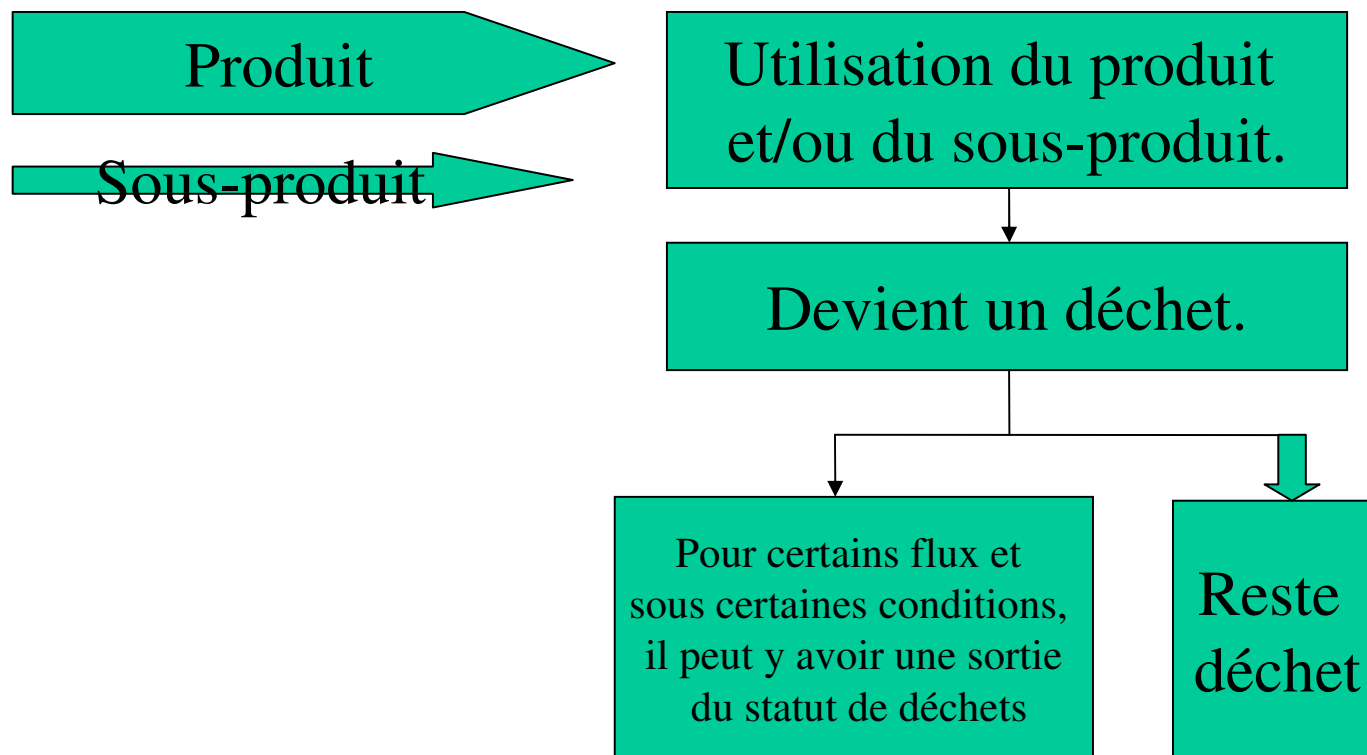 Produit
Sous-produit
Utilisation du produit
et/ou du sous-produit.
Devient un déchet.
Pour certains flux et
sous certaines conditions,
il peut y avoir une sortie
du statut de déchets
Reste
déchet